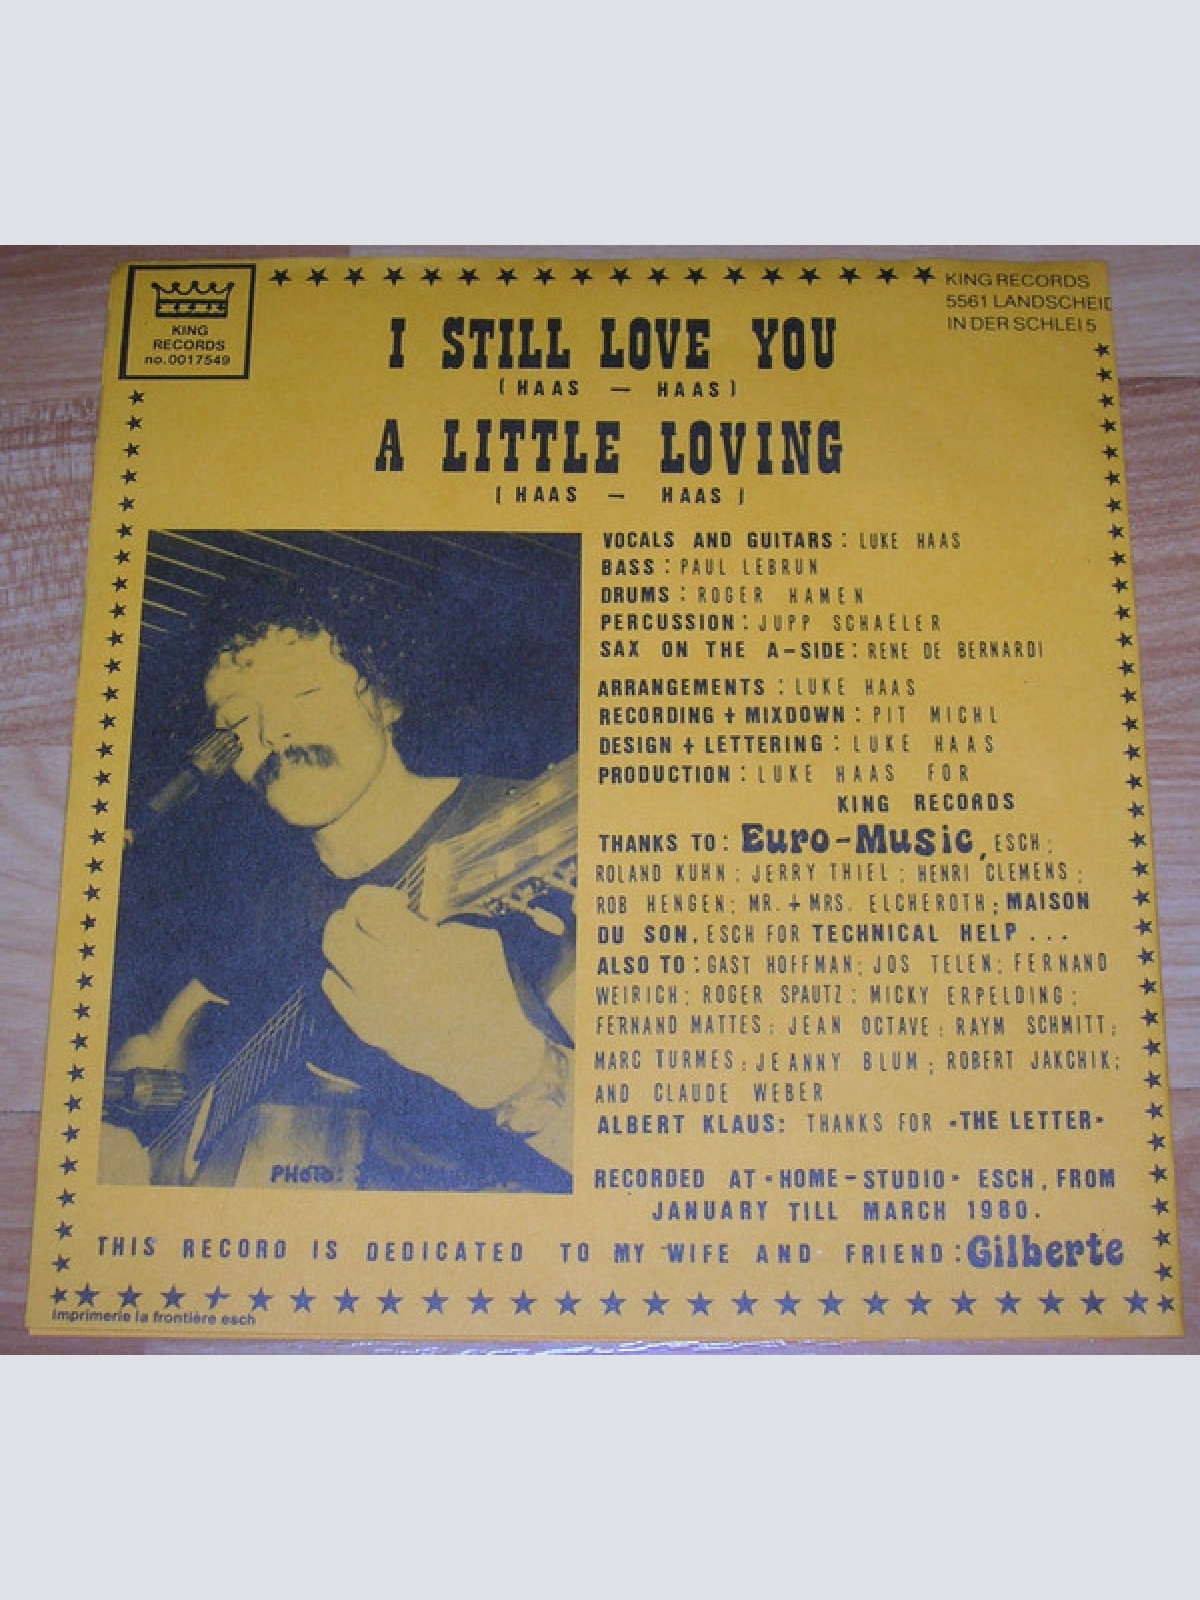 KING
RECORDS
no.0017549
KING RECORDS
5561 LANDSCHEID
IN DER SCHLEI 5
I STILL LOVE YOU
(HAAS — HAAS)
A LITTLE LOVING
(HAAS — HAAS)
VOCALS AND GUITARS: LUKE HAAS
BASS: PAUL LEBRUN
DRUMS: ROGER HAMEN
PERCUSSION: JUPP SCHAELER
SAX ON THE A-SIDE: RENE DE BERNARDI
ARRANGEMENTS: LUKE HAAS
RECORDING + MIXDOWN: PIT MICHL
DESIGN + LETTERING: LUKE HAAS
PRODUCTION: LUKE HAAS FOR
KING RECORDS
THANKS TO: Euro-Music, ESCH;
ROLAND KUHN; JERRY THIEL; HENRI CLEMENS;
ROB HENGEN; MR. + MRS. ELCHEROTH; MAISON
DU SON, ESCH FOR TECHNICAL HELP ...
ALSO TO: GAST HOFFMAN; JOS TELEN; FERNAND
WEIRICH; ROGER SPAUTZ; MICKY ERPELDING;
FERNAND MATTES; JEAN OCTAVE; RAYM SCHMITT;
MARC TURMES; JEANNY BLUM; ROBERT JAKCHIK;
AND CLAUDE WEBER
ALBERT KLAUS: THANKS FOR "THE LETTER"
PHOTO:
RECORDED AT "HOME-STUDIO" ESCH, FROM
JANUARY TILL MARCH 1980.
THIS RECORD IS DEDICATED TO MY WIFE AND FRIEND: Gilberte
Imprimerie la frontière esch